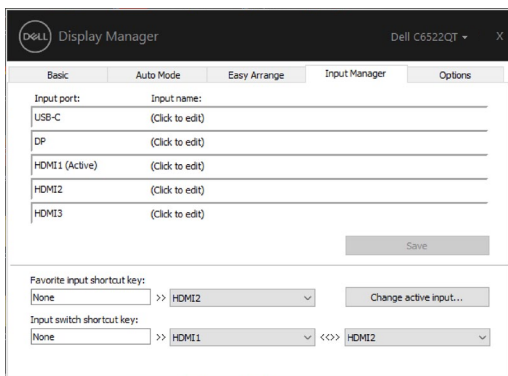 DELL Display Manager Dell C6522QT X
Basic Auto Mode Easy Arrange Input Manager Options
Input port: Input name:
USB-C (Click to edit)
DP (Click to edit)
HDMI1 (Active) (Click to edit)
HDMI2 (Click to edit)
HDMI3 (Click to edit)
Save
Favorite input shortcut key:
None >> HDMI2 Change active input...
Input switch shortcut key:
None >> HDMI1 <<>> HDMI2